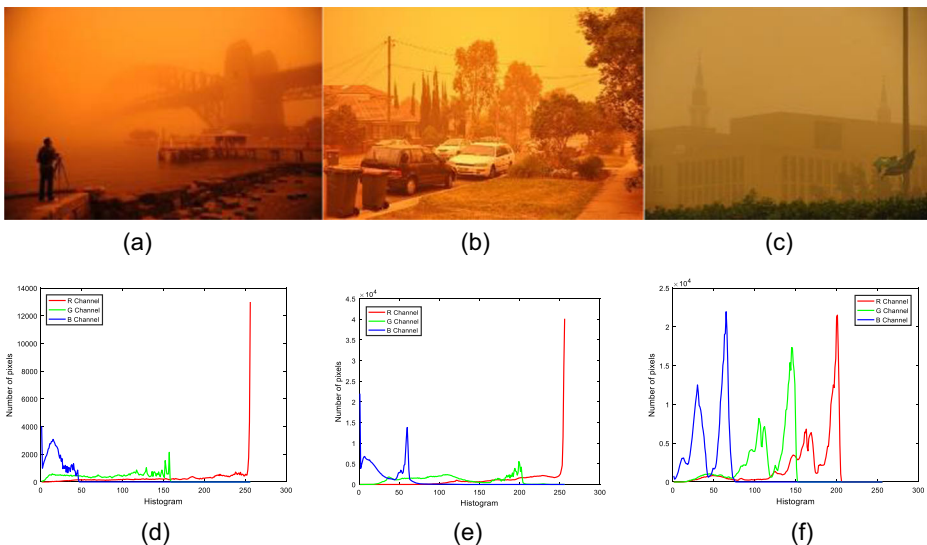 (a)
(b)
(c)
14000
12000
10000
8000
6000
4000
2000
0
0 50 100 150 200 250 300
Number of pixels
Histogram
R Channel
G Channel
B Channel
(d)
× 10^4
4.5
4
3.5
3
2.5
2
1.5
1
0.5
0
0 50 100 150 200 250 300
Number of pixels
Histogram
R Channel
G Channel
B Channel
(e)
× 10^4
2.5
2
1.5
1
0.5
0
0 50 100 150 200 250 300
Number of pixels
Histogram
R Channel
G Channel
B Channel
(f)